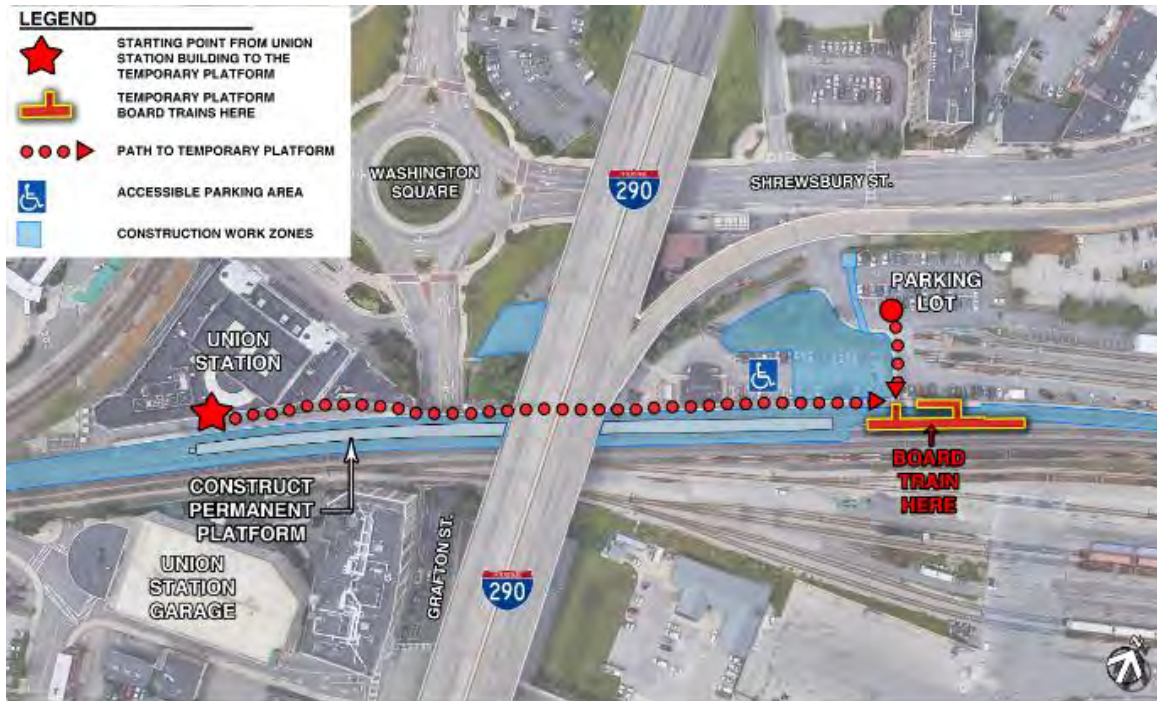 LEGEND
STARTING POINT FROM UNION
STATION BUILDING TO THE
TEMPORARY PLATFORM
TEMPORARY PLATFORM
BOARD TRAINS HERE
PATH TO TEMPORARY PLATFORM
ACCESSIBLE PARKING AREA
CONSTRUCTION WORK ZONES
WASHINGTON
SQUARE
290
SHREWSBURY ST.
PARKING
LOT
UNION
STATION
BOARD
TRAIN
HERE
CONSTRUCT
PERMANENT
PLATFORM
UNION
STATION
GARAGE
GRAFTON ST.
290